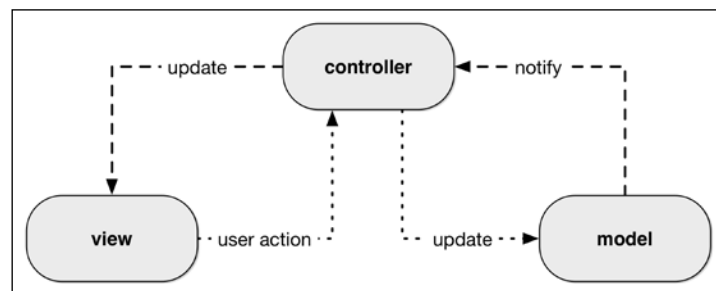 update
controller
notify
view
user action
update
model